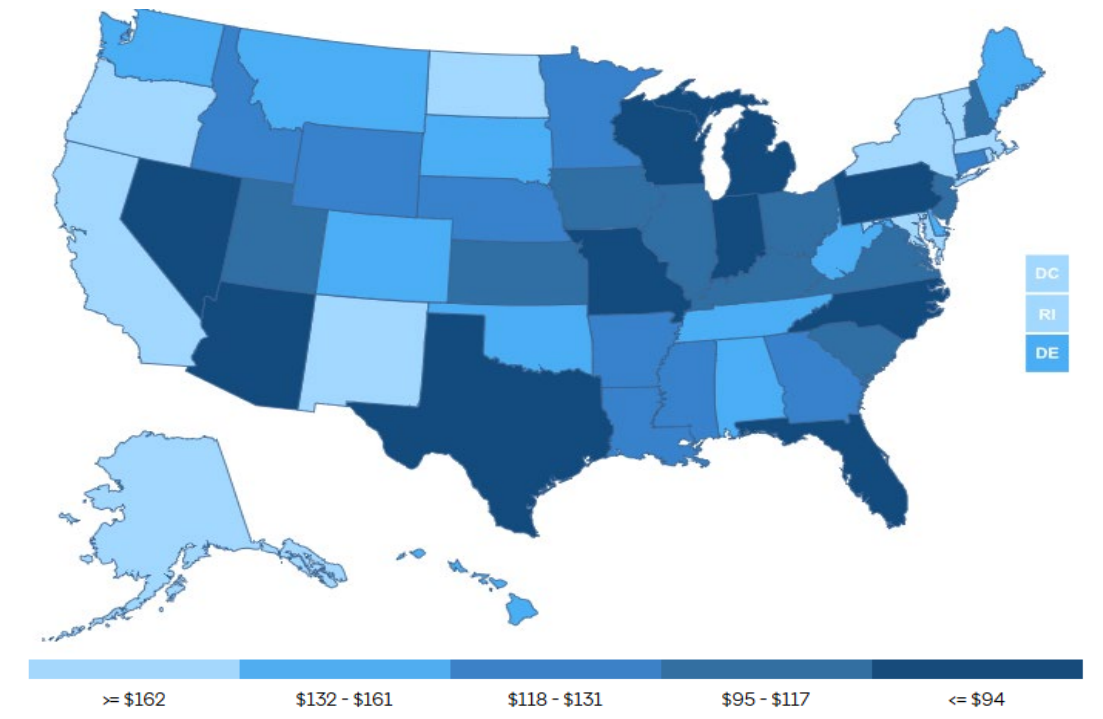 DC
RI
DE
>= $162
$132 - $161
$118 - $131
$95 - $117
<= $94